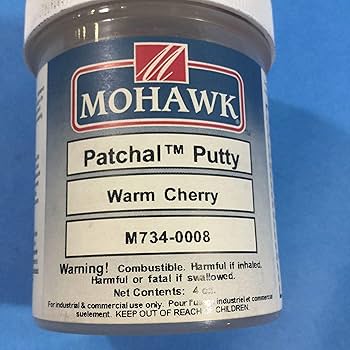 MOHAWK
Patchal™ Putty
Warm Cherry
M734-0008
Warning! Combustible. Harmful if inhaled.
Harmful or fatal if swallowed.
Net Contents: 4 oz.
For industrial & commercial use only. Pour l'usage industriel et commercial
suelement. KEEP OUT OF REACH OF CHILDREN.